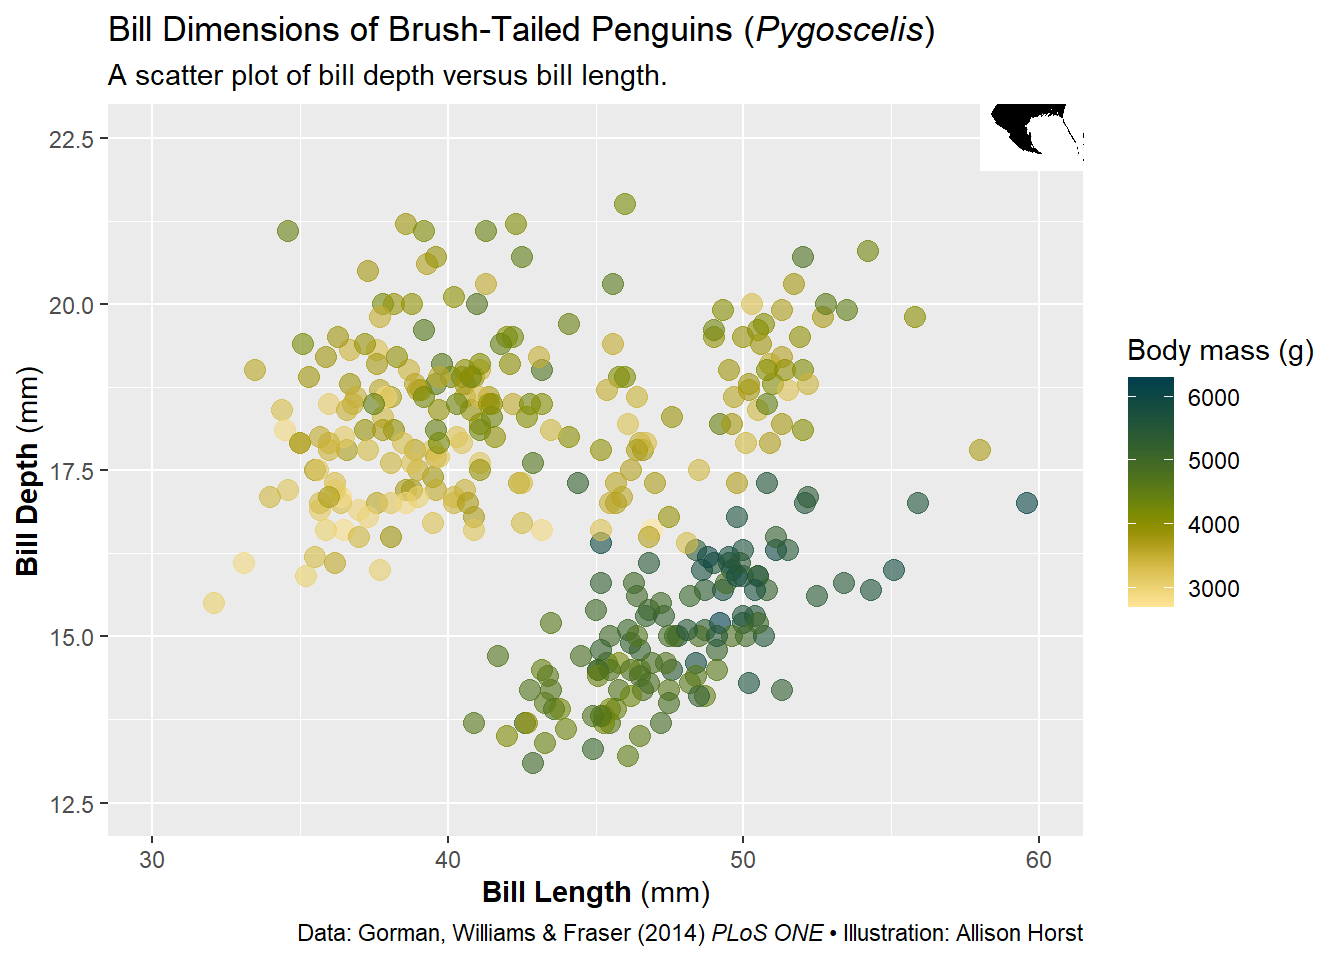 Bill Dimensions of Brush-Tailed Penguins (Pygoscelis)
A scatter plot of bill depth versus bill length.
22.5
20.0
17.5
15.0
12.5
Bill Depth (mm)
30 40 50 60
Bill Length (mm)
Body mass (g)
6000
5000
4000
3000
Data: Gorman, Williams & Fraser (2014) PLoS ONE • Illustration: Allison Horst